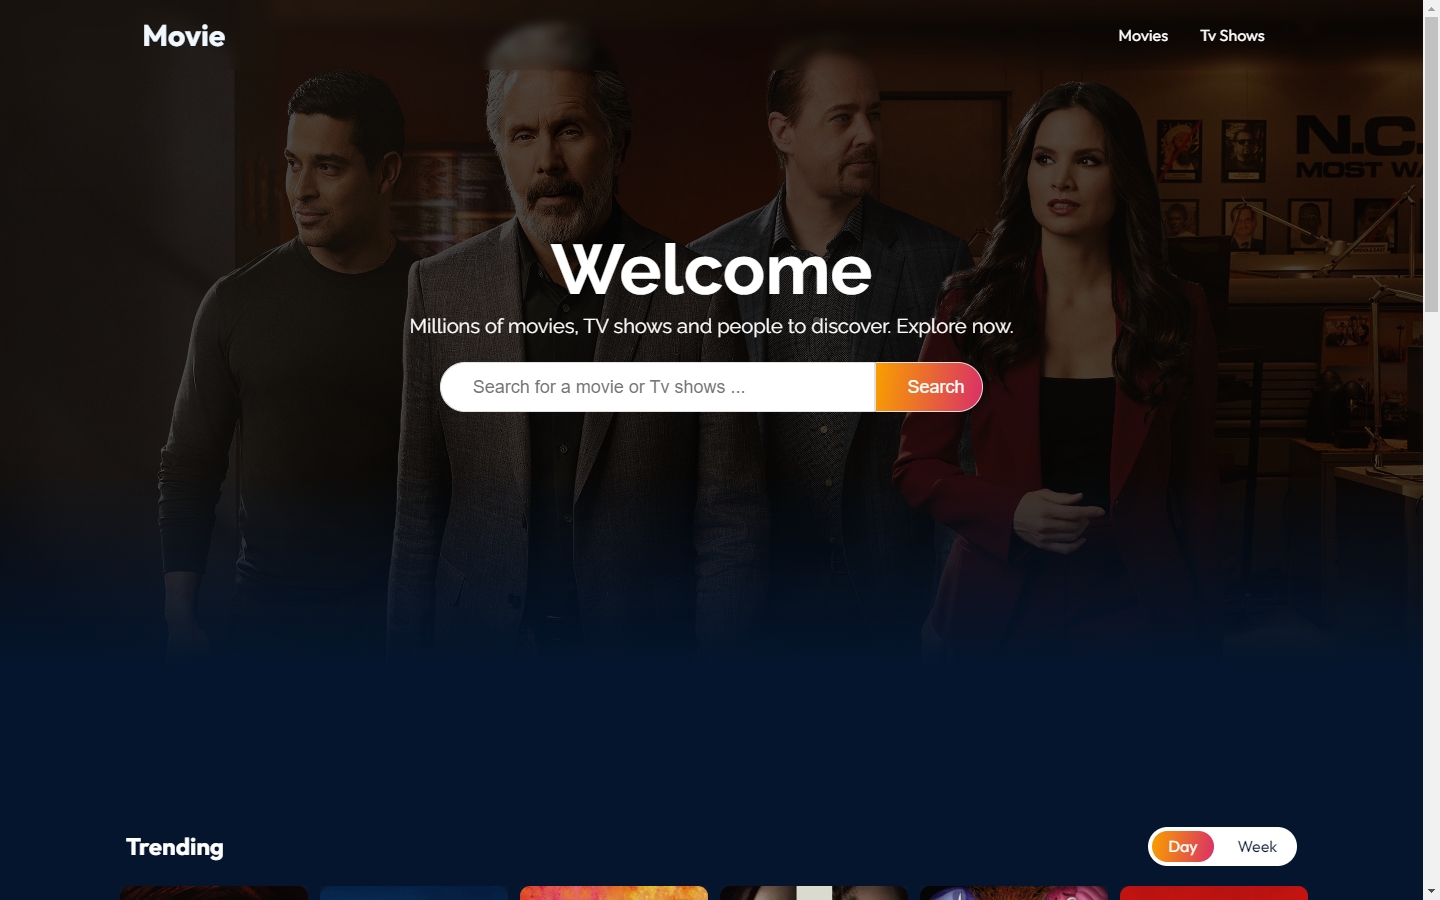 Movie
Movies
Tv Shows
N.C.
MOST WA
Welcome
Millions of movies, TV shows and people to discover. Explore now.
Search for a movie or Tv shows ...
Search
Trending
Day
Week